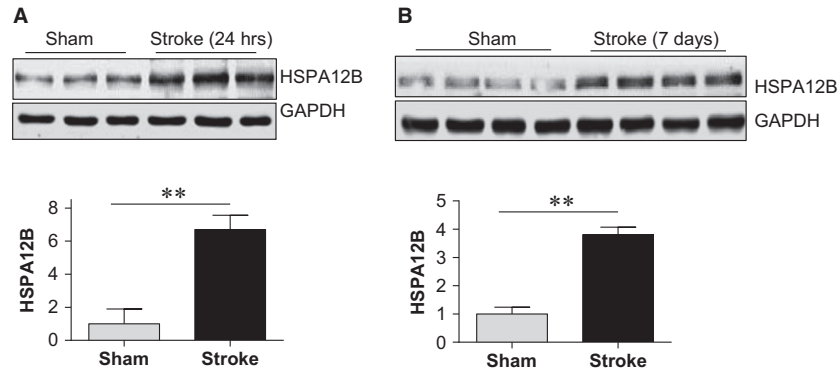 A
Sham Stroke (24 hrs)
HSPA12B
GAPDH
**
8
6
4
2
0
HSPA12B
Sham Stroke
B
Sham Stroke (7 days)
HSPA12B
GAPDH
**
5
4
3
2
1
0
HSPA12B
Sham Stroke